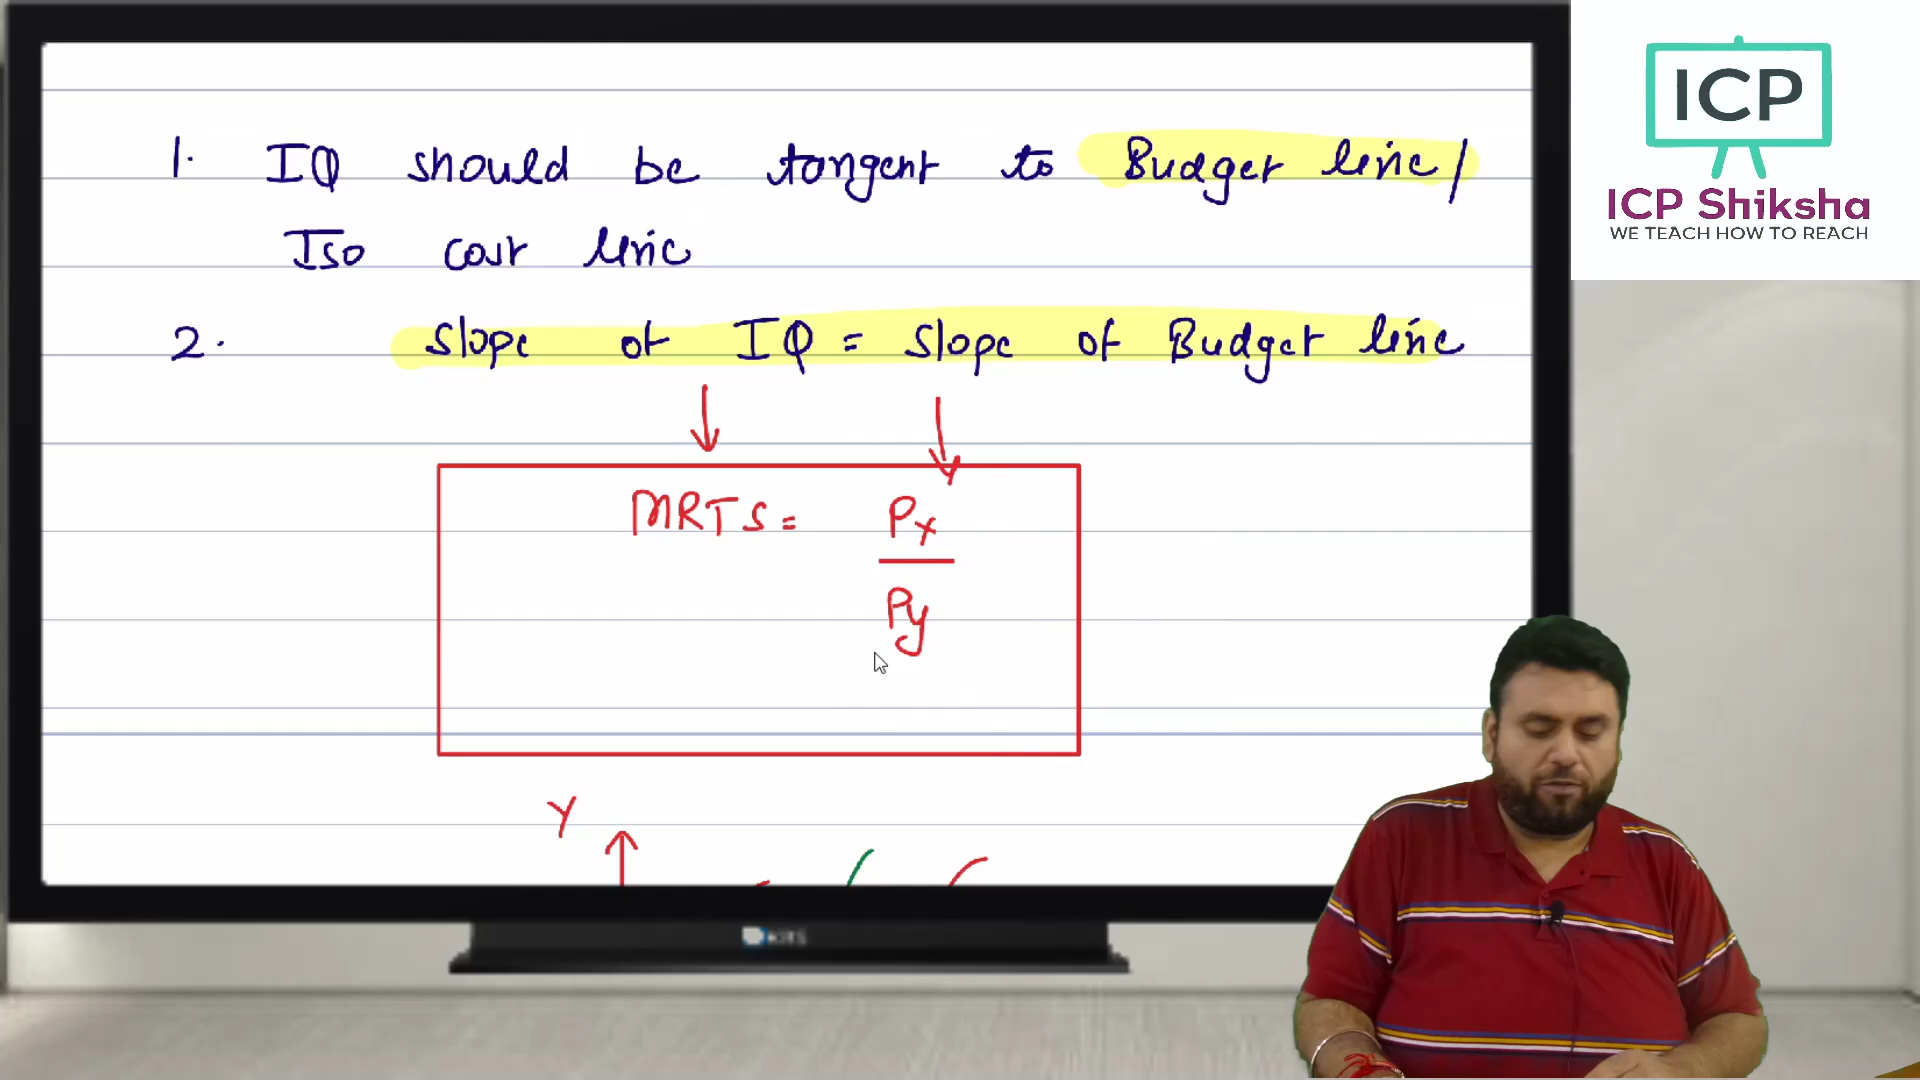 1. IQ should be tangent to Budget line/
Iso cost line
2. slope of IQ = slope of Budget line
MRTS = Px
Py
Y
ICP
ICP Shiksha
WE TEACH HOW TO REACH